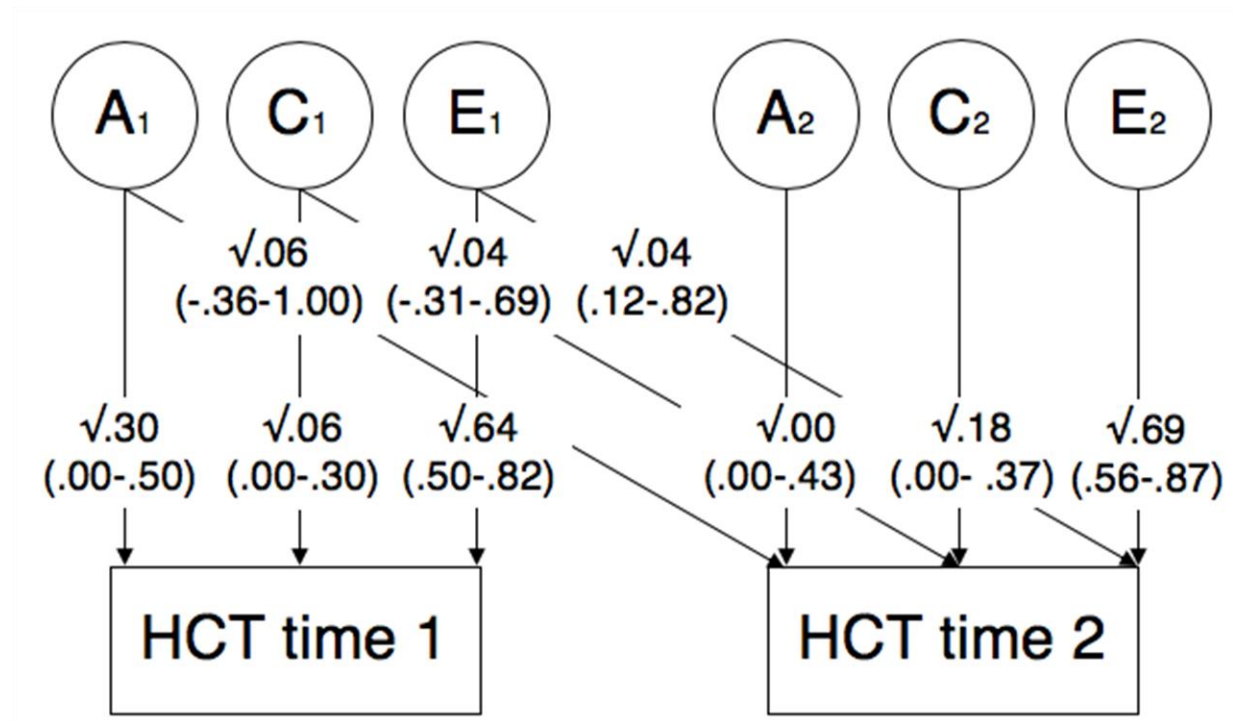 A₁ C₁ E₁ A₂ C₂ E₂
√.06 √.04 √.04
(-.36-1.00) (-.31-.69) (.12-.82)
√.30 √.06 √.64 √.00 √.18 √.69
(.00-.50) (.00-.30) (.50-.82) (.00-.43) (.00- .37) (.56-.87)
HCT time 1 HCT time 2